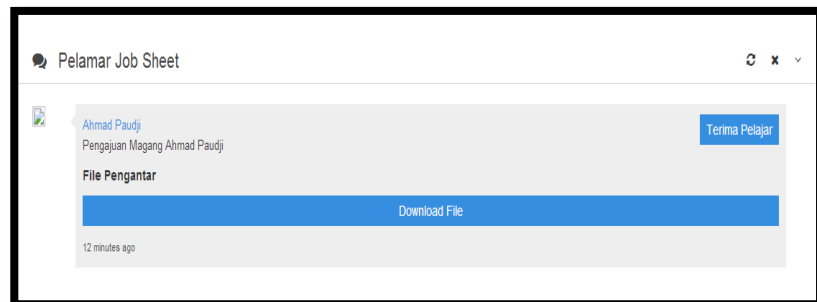 Pelamar Job Sheet
Ahmad Paudji
Terima Pelajar
Pengajuan Magang Ahmad Paudji
File Pengantar
Download File
12 minutes ago